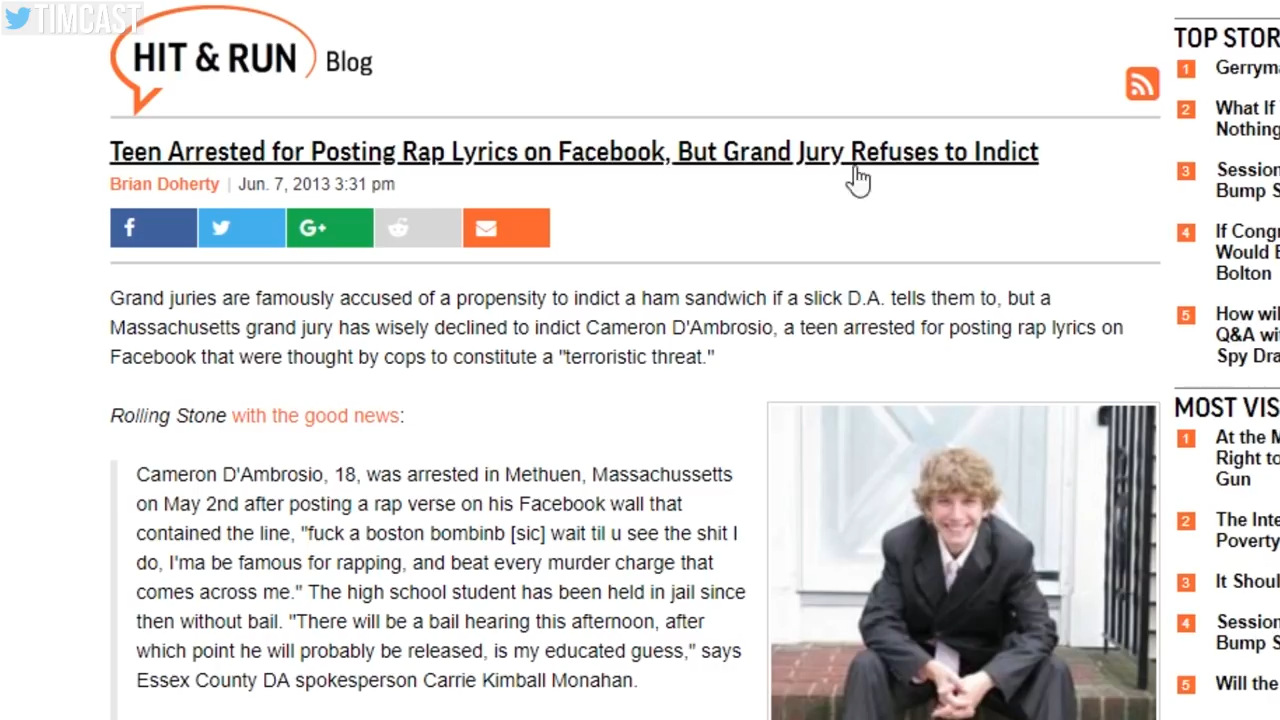 TIMCAST
HIT & RUN Blog
Teen Arrested for Posting Rap Lyrics on Facebook, But Grand Jury Refuses to Indict
Brian Doherty | Jun. 7, 2013 3:31 pm
f
G+
Grand juries are famously accused of a propensity to indict a ham sandwich if a slick D.A. tells them to, but a
Massachusetts grand jury has wisely declined to indict Cameron D'Ambrosio, a teen arrested for posting rap lyrics on
Facebook that were thought by cops to constitute a "terroristic threat."
Rolling Stone with the good news:
Cameron D'Ambrosio, 18, was arrested in Methuen, Massachussetts
on May 2nd after posting a rap verse on his Facebook wall that
contained the line, "fuck a boston bombinb [sic] wait til u see the shit I
do, I'ma be famous for rapping, and beat every murder charge that
comes across me." The high school student has been held in jail since
then without bail. "There will be a bail hearing this afternoon, after
which point he will probably be released, is my educated guess," says
Essex County DA spokesperson Carrie Kimball Monahan.
TOP STOR
1 Gerryma
2 What If
Nothing
3 Session
Bump S
4 If Congr
Would B
Bolton
5 How wil
Q&A wit
Spy Dra
MOST VIS
1 At the M
Right to
Gun
2 The Inte
Poverty
3 It Shoul
4 Session
Bump S
5 Will the